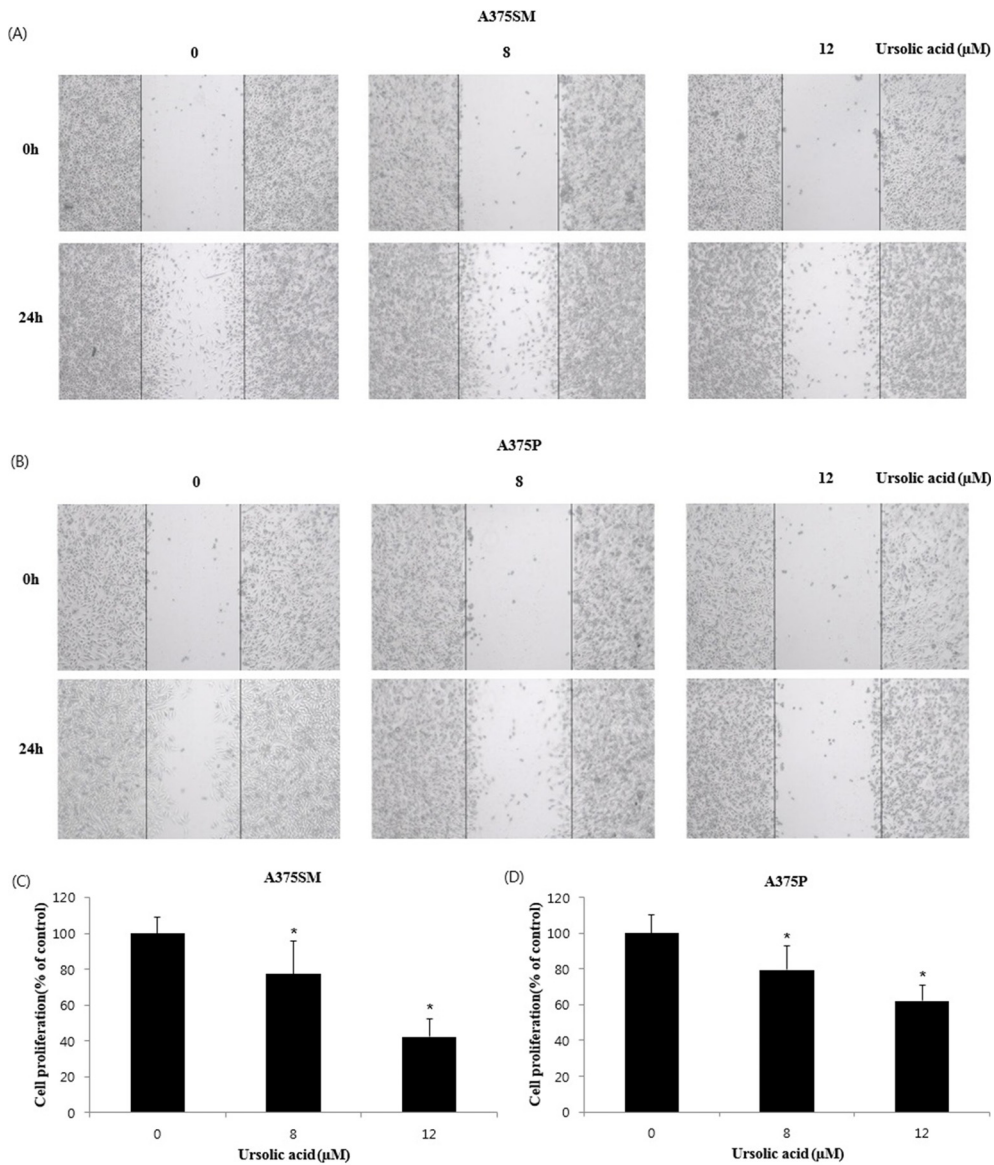 A375SM
(A)
0 8 12 Ursolic acid (μM)
0h
24h
A375P
(B)
0 8 12 Ursolic acid (μM)
0h
24h
(C) A375SM
Cell proliferation(% of control)
120
100
80
60
40
20
0
* *
0 8 12
Ursolic acid (μM)
(D) A375P
Cell proliferation(% of control)
120
100
80
60
40
20
0
* *
0 8 12
Ursolic acid (μM)